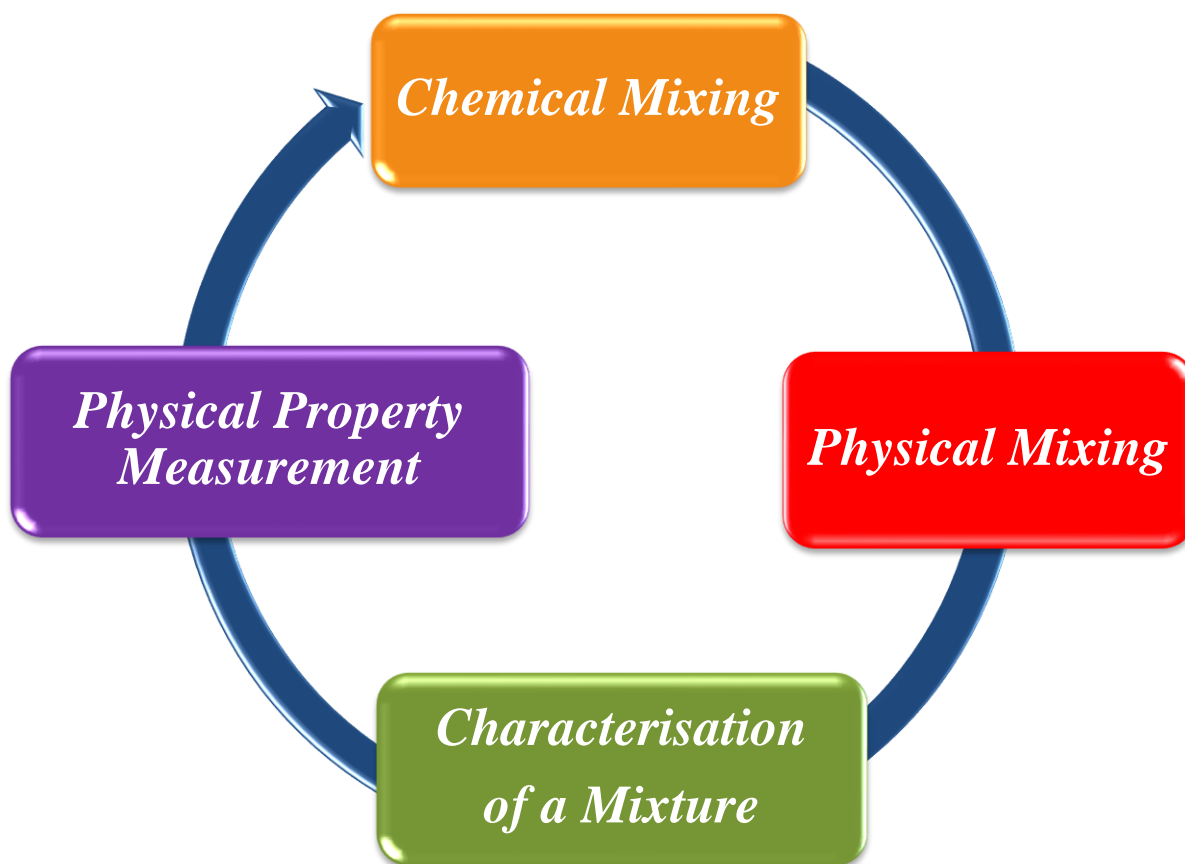 Chemical Mixing
Physical Mixing
Characterisation
of a Mixture
Physical Property
Measurement